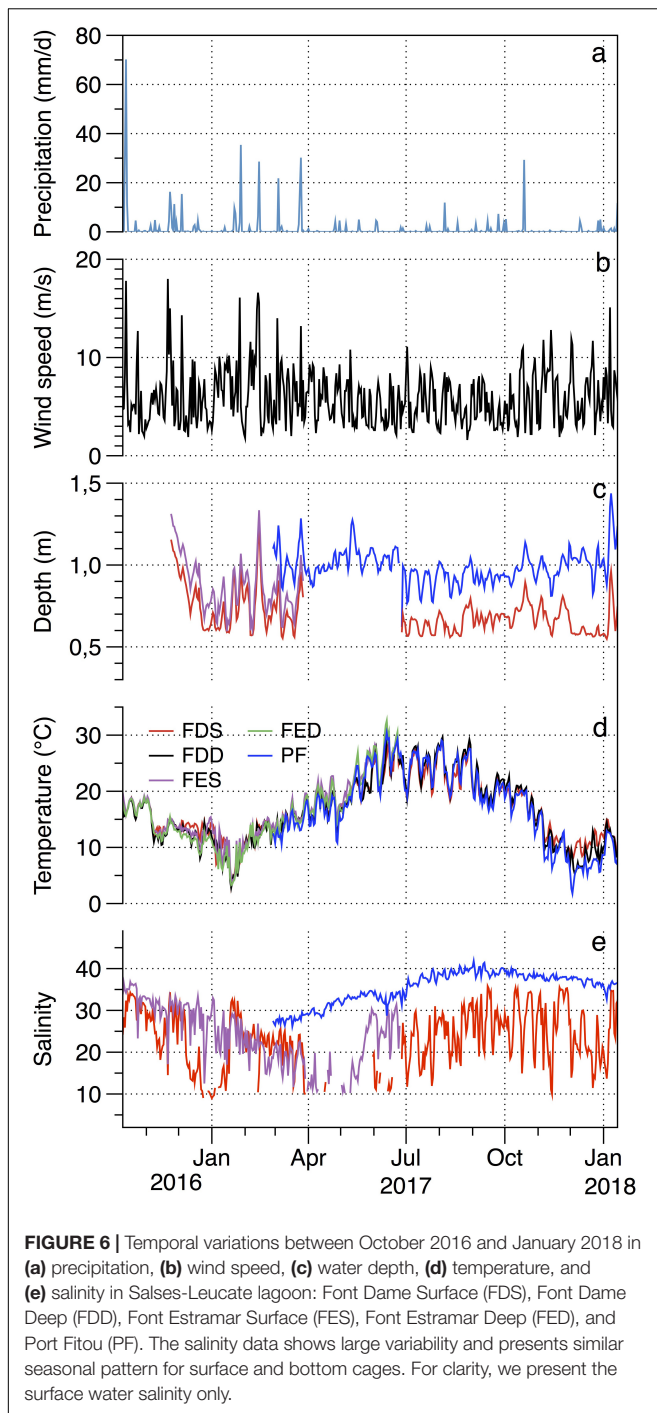 a
Precipitation (mm/d)
80
60
40
20
0
b
Wind speed (m/s)
20
10
0
c
Depth (m)
1,5
1,0
0,5
d
Temperature (°C)
30
20
10
0
FDS FED
FDD PF
FES
e
Salinity
40
30
20
10
Jan Apr Jul Oct Jan
2016 2017 2018
FIGURE 6 | Temporal variations between October 2016 and January 2018 in
(a) precipitation, (b) wind speed, (c) water depth, (d) temperature, and
(e) salinity in Salses-Leucate lagoon: Font Dame Surface (FDS), Font Dame
Deep (FDD), Font Estramar Surface (FES), Font Estramar Deep (FED), and
Port Fitou (PF). The salinity data shows large variability and presents similar
seasonal pattern for surface and bottom cages. For clarity, we present the
surface water salinity only.